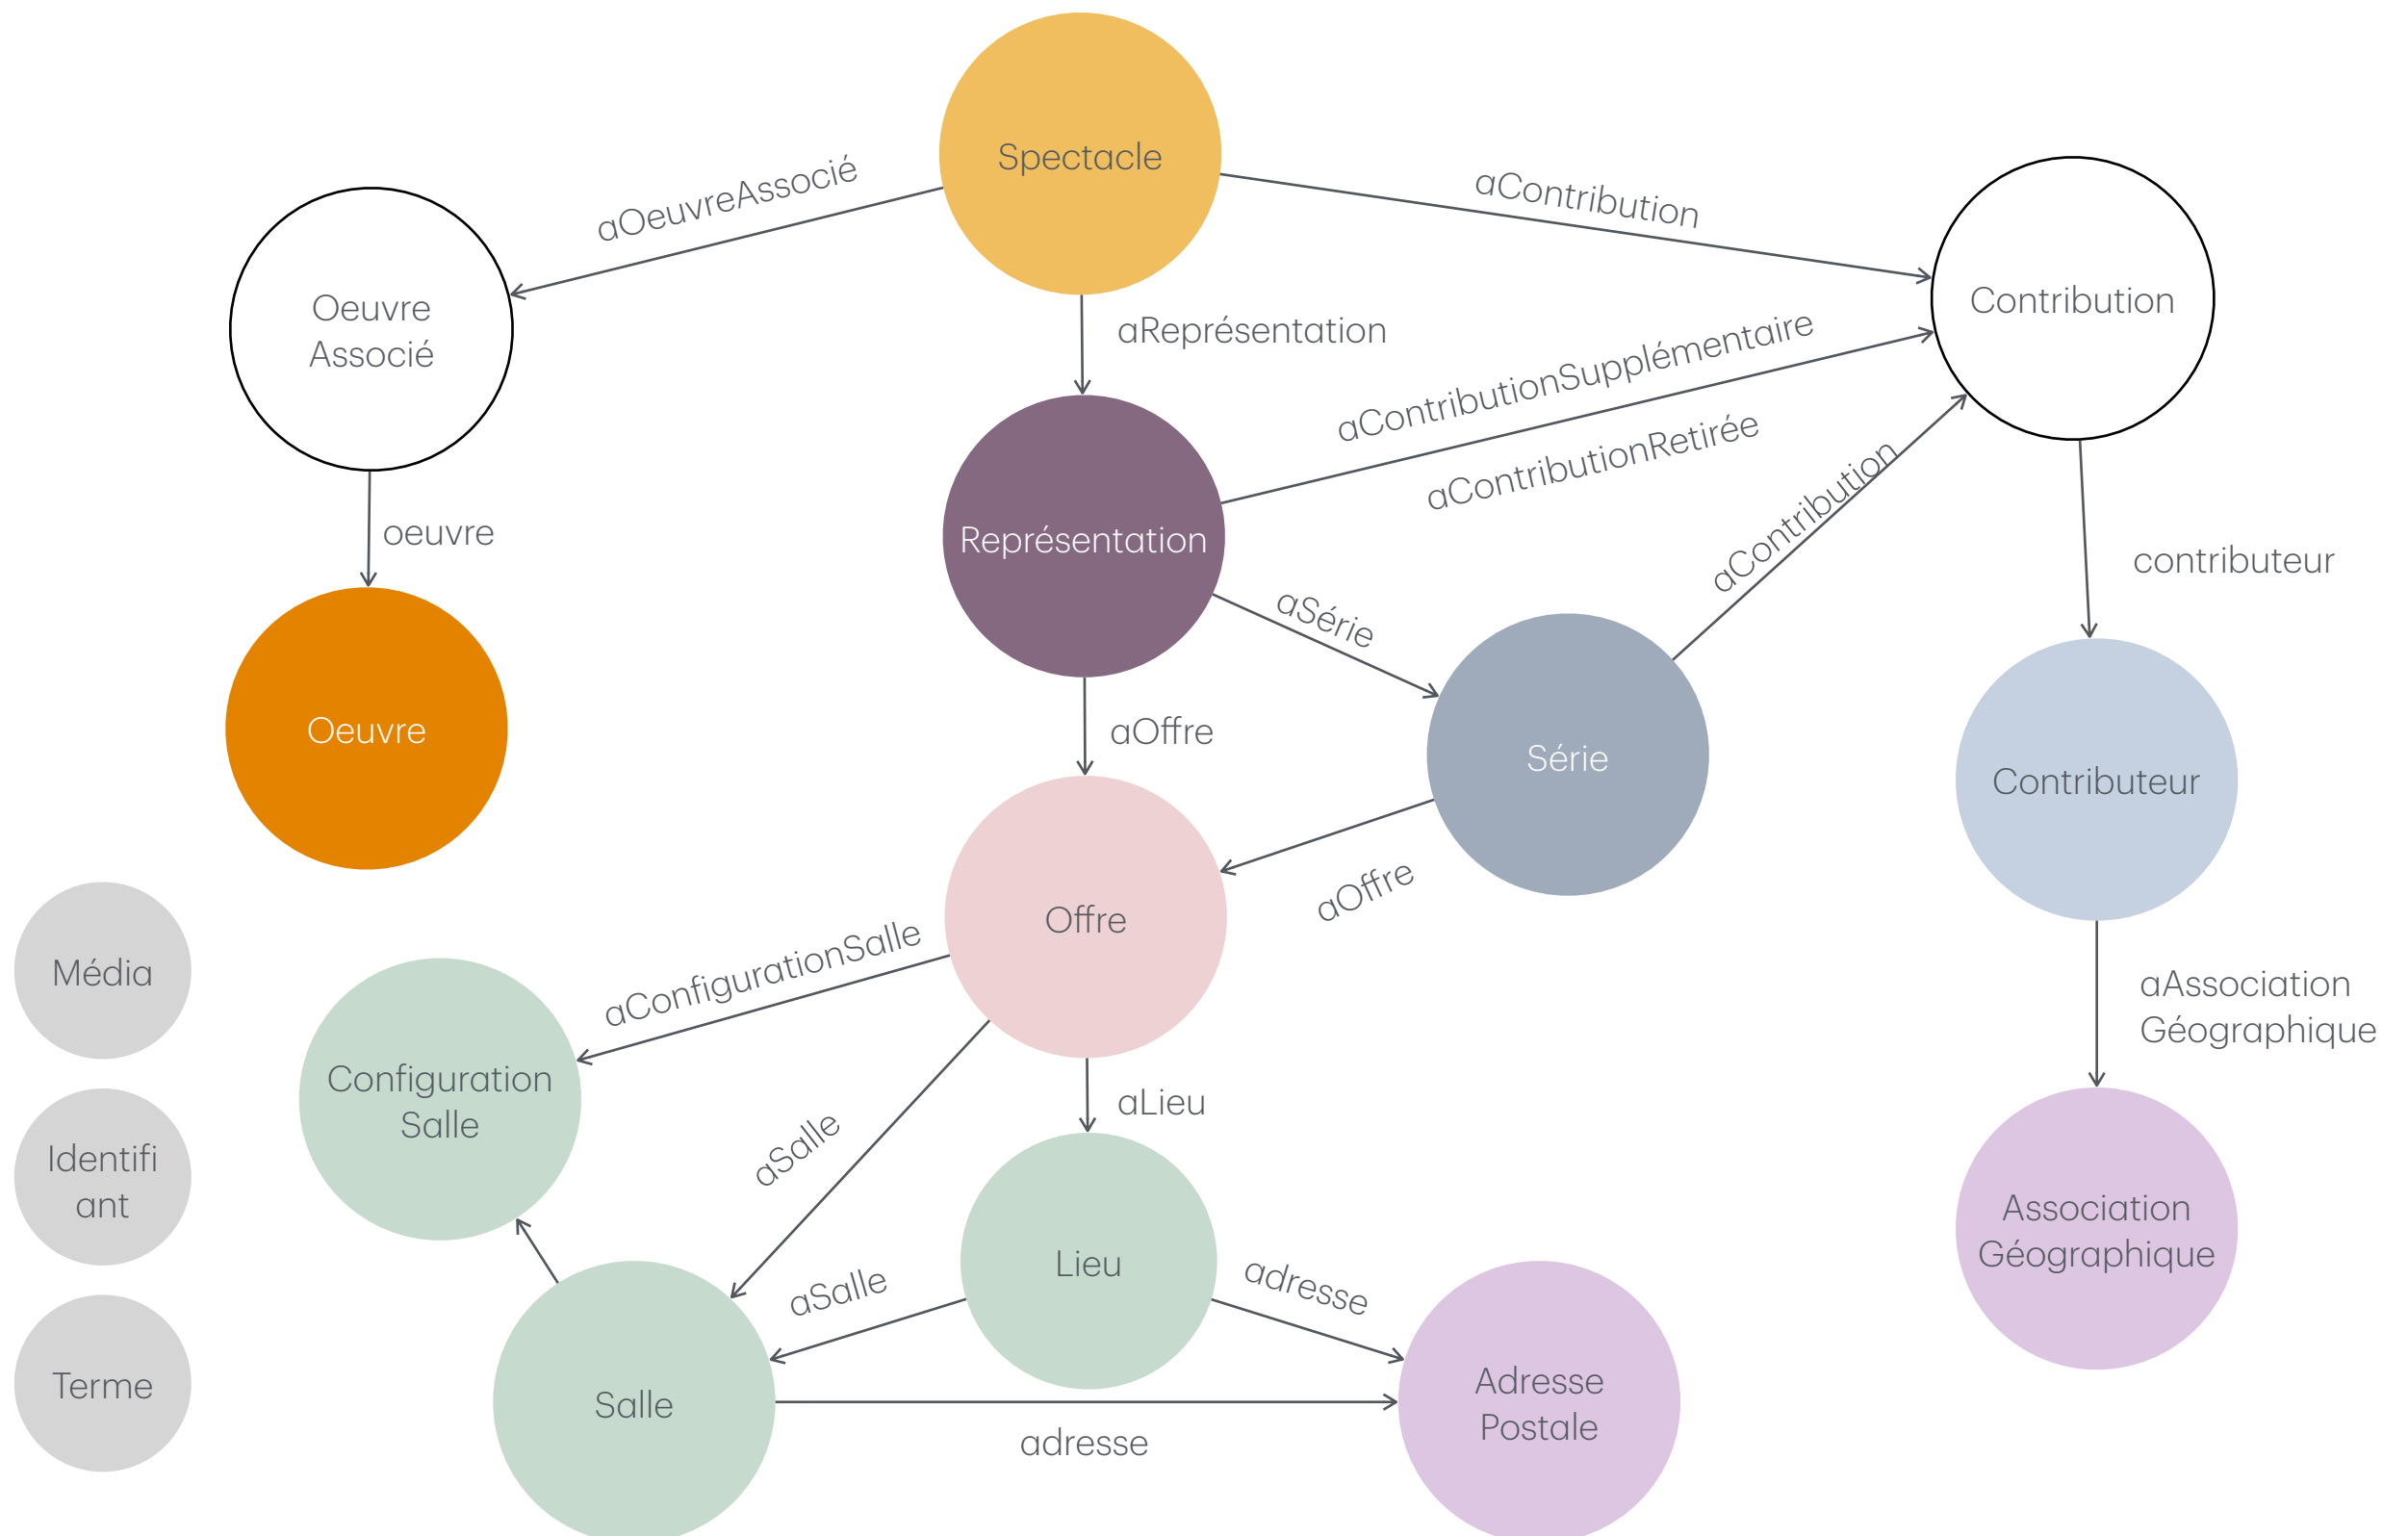 Spectacle
aOeuvreAssocié
aContribution
Oeuvre
Associé
Contribution
aReprésentation
aContributionSupplémentaire
aContributionRetirée
aContribution
oeuvre
Représentation
contributeur
aSérie
Oeuvre
aOffre
Série
Contributeur
Offre
aOffre
aConfigurationSalle
Média
aAssociation
Géographique
Configuration
Salle
aSalle
aLieu
Identifi
ant
Association
Géographique
Lieu
aSalle
adresse
Terme
Salle
Adresse
Postale
adresse